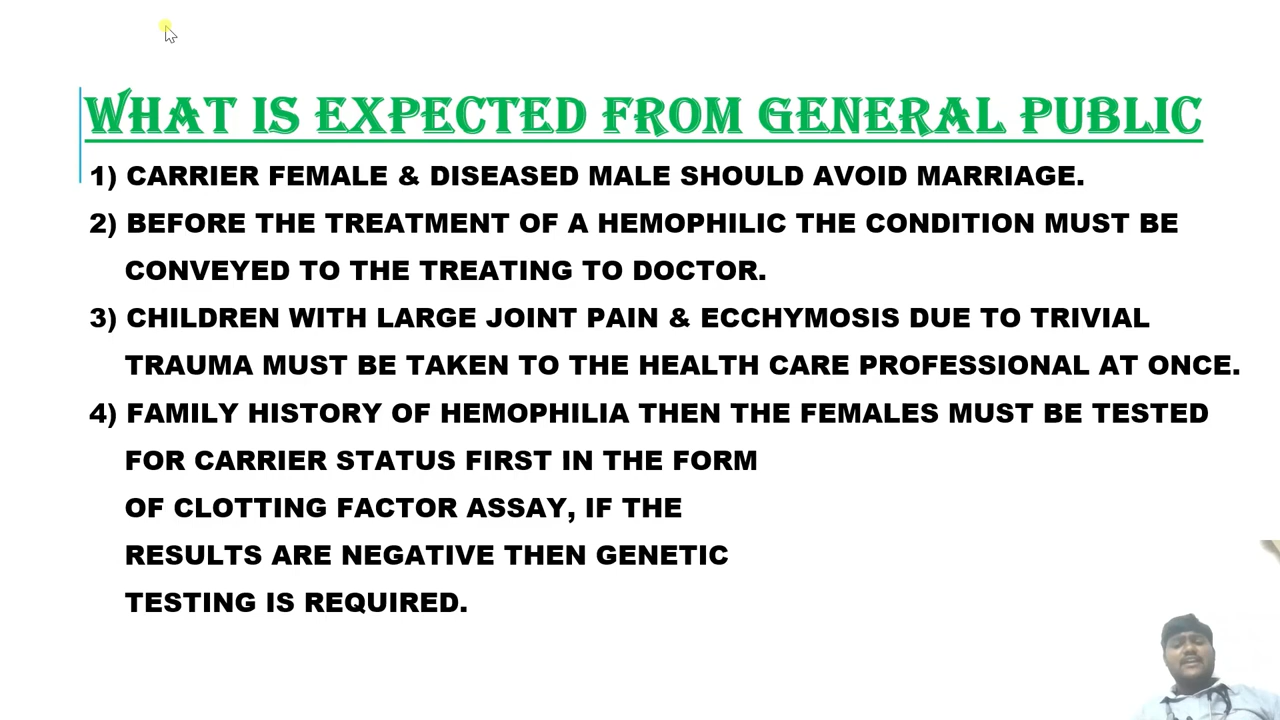 WHAT IS EXPECTED FROM GENERAL PUBLIC
1) CARRIER FEMALE & DISEASED MALE SHOULD AVOID MARRIAGE.
2) BEFORE THE TREATMENT OF A HEMOPHILIC THE CONDITION MUST BE
CONVEYED TO THE TREATING TO DOCTOR.
3) CHILDREN WITH LARGE JOINT PAIN & ECCHYMOSIS DUE TO TRIVIAL
TRAUMA MUST BE TAKEN TO THE HEALTH CARE PROFESSIONAL AT ONCE.
4) FAMILY HISTORY OF HEMOPHILIA THEN THE FEMALES MUST BE TESTED
FOR CARRIER STATUS FIRST IN THE FORM
OF CLOTTING FACTOR ASSAY, IF THE
RESULTS ARE NEGATIVE THEN GENETIC
TESTING IS REQUIRED.